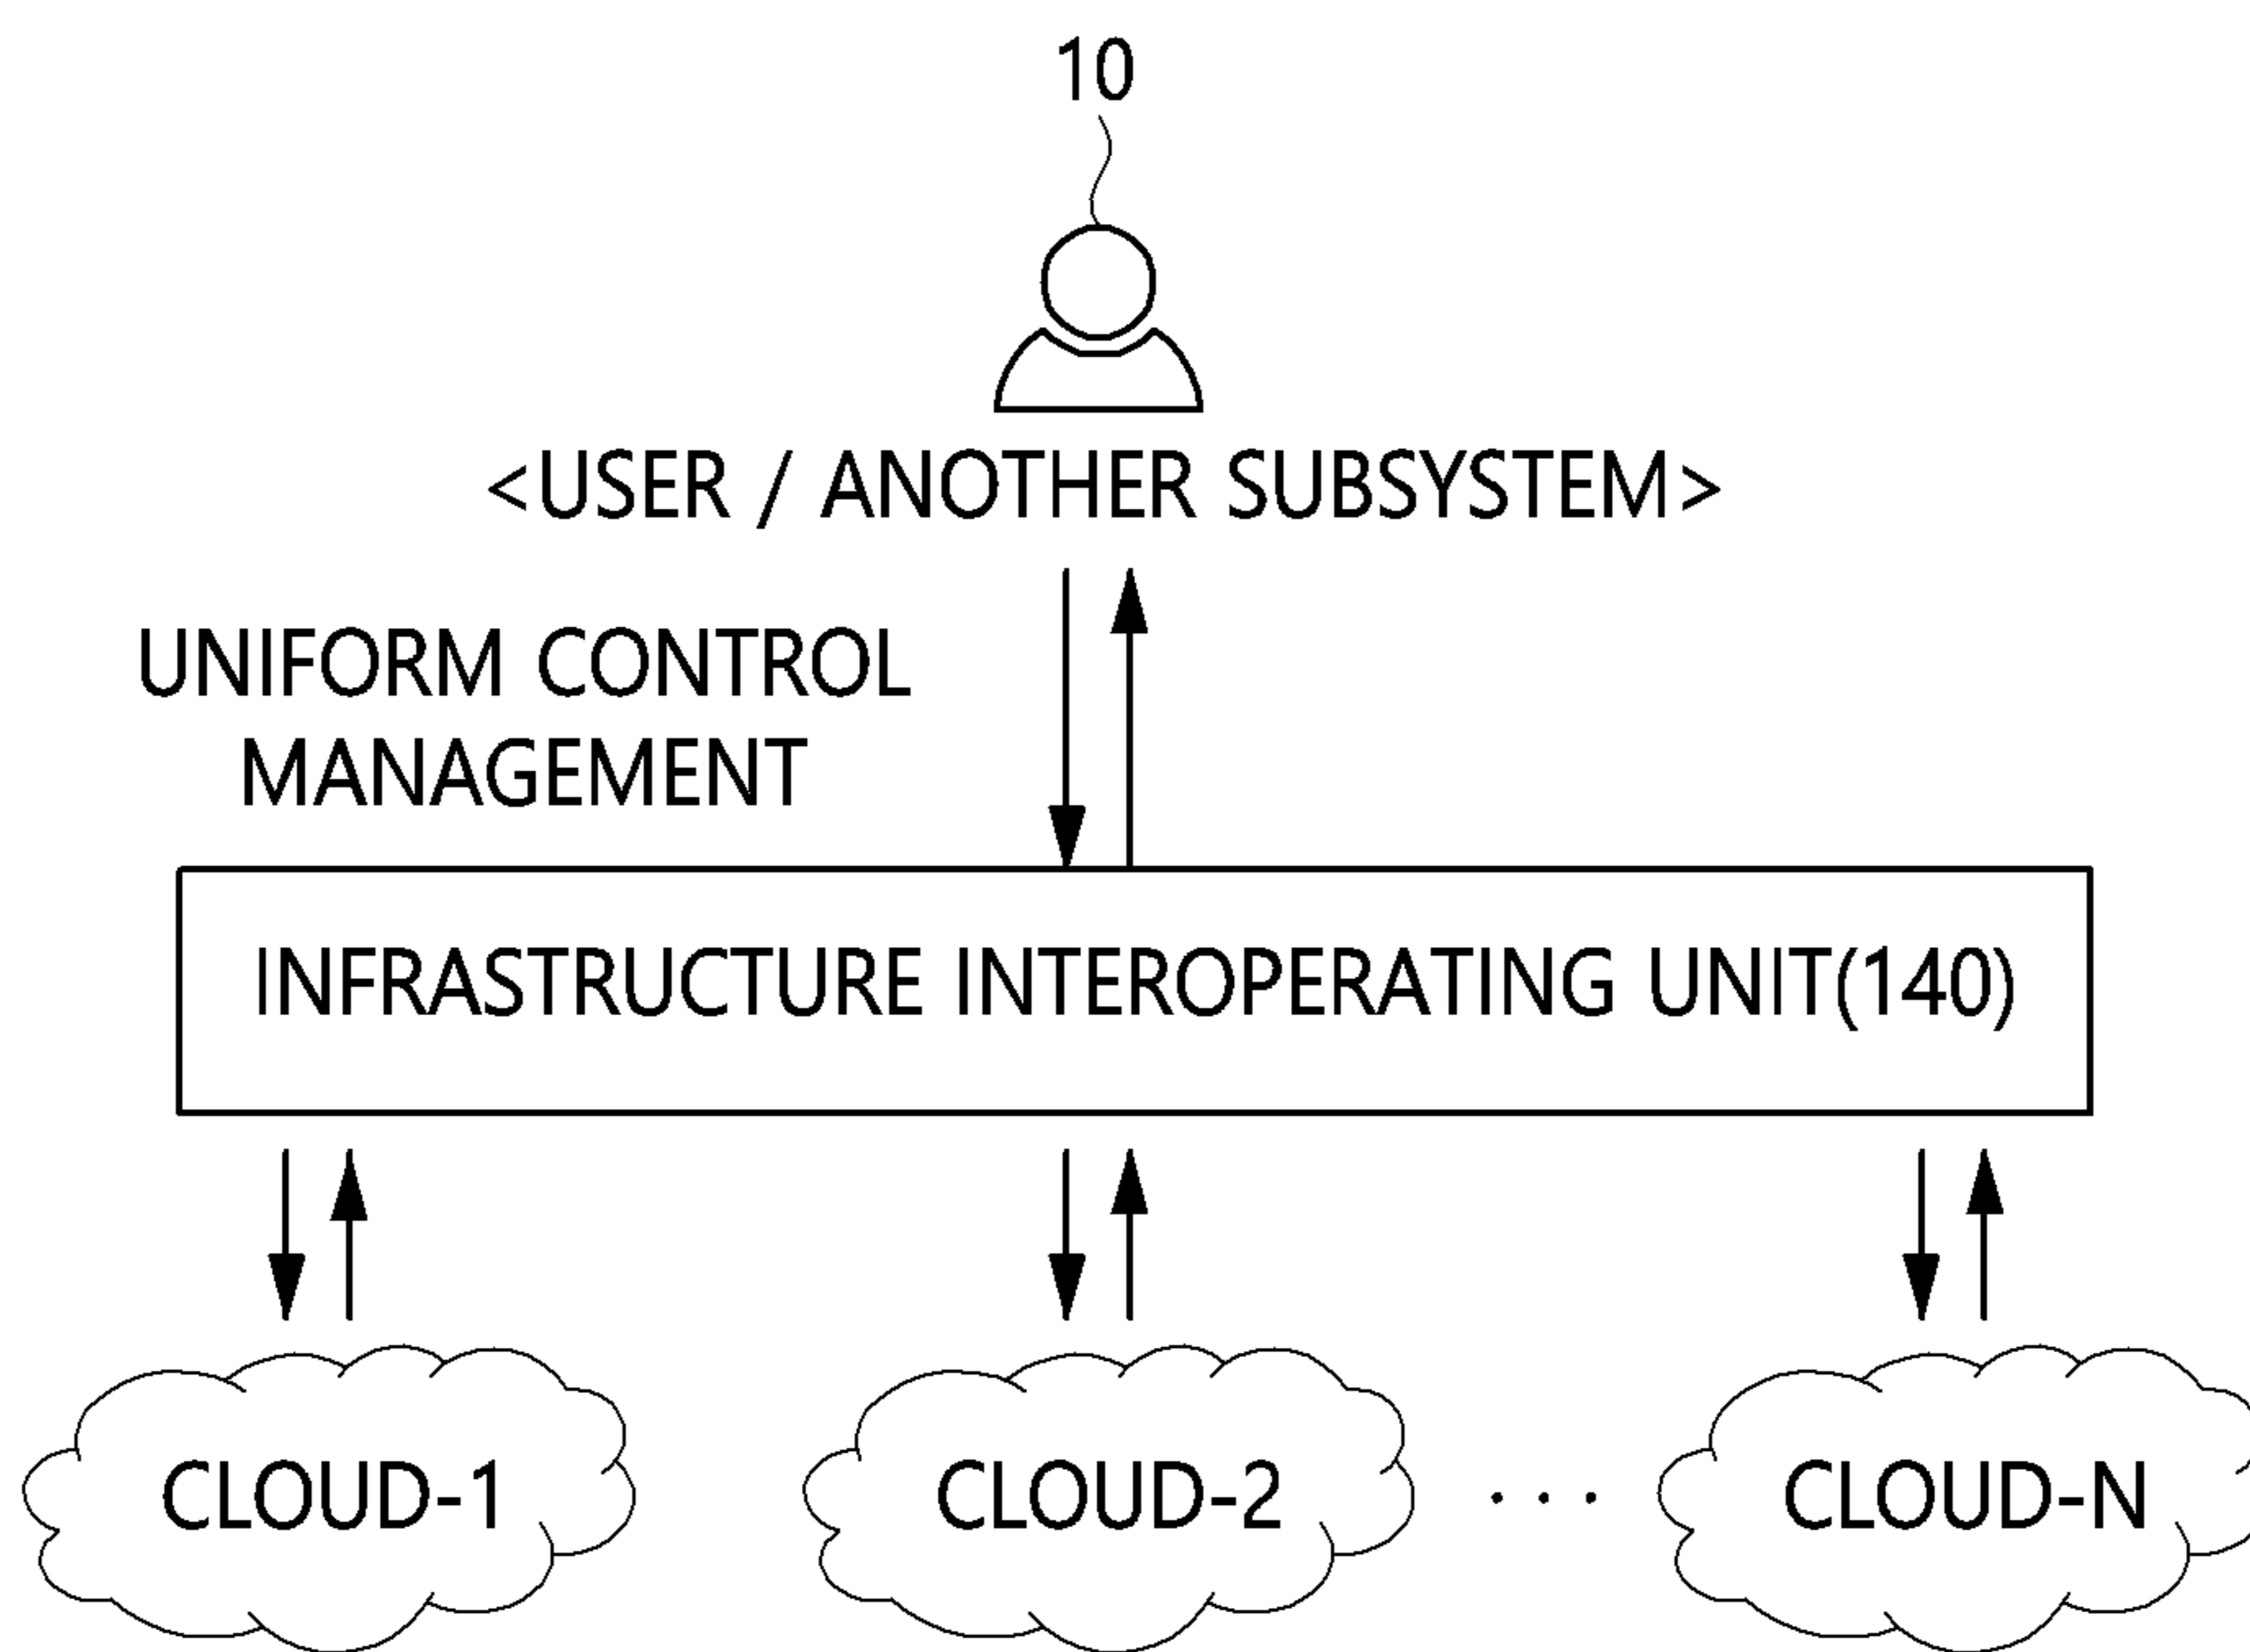 10
<USER / ANOTHER SUBSYSTEM>
UNIFORM CONTROL
MANAGEMENT
INFRASTRUCTURE INTEROPERATING UNIT(140)
CLOUD-1 CLOUD-2 · · · CLOUD-N